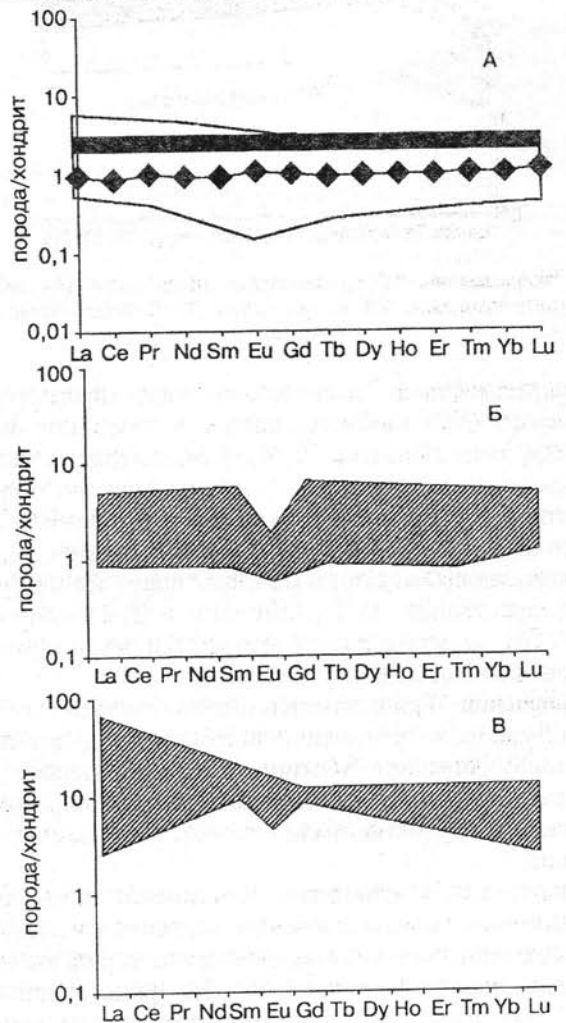 100
А
10
порода/хондрит
1
0,1
0,01
La Ce Pr Nd Sm Eu Gd Tb Dy Ho Er Tm Yb Lu
100
Б
10
порода/хондрит
1
0,1
La Ce Pr Nd Sm Eu Gd Tb Dy Ho Er Tm Yb Lu
100
В
10
порода/хондрит
1
0,1
La Ce Pr Nd Sm Eu Gd Tb Dy Ho Er Tm Yb Lu